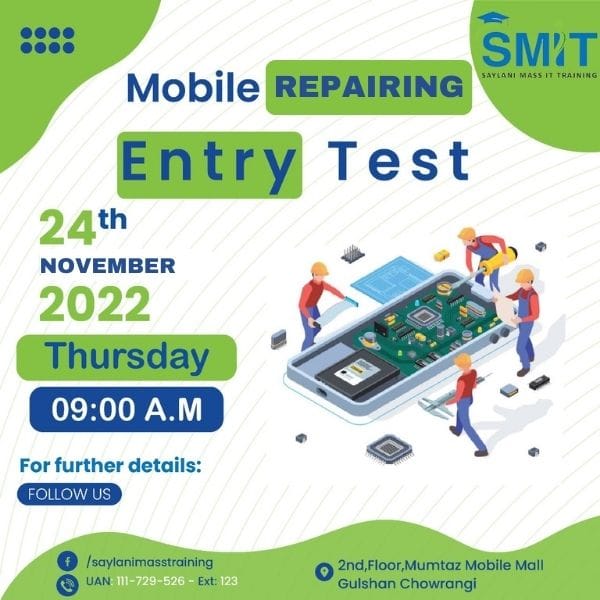 SMIT
SAYLANI MASS IT TRAINING
Mobile REPAIRING
Entry Test
24th
NOVEMBER
2022
Thursday
09:00 A.M
For further details:
FOLLOW US
/saylanimasstraining
UAN: 111-729-526 - Ext: 123
2nd,Floor,Mumtaz Mobile Mall
Gulshan Chowrangi